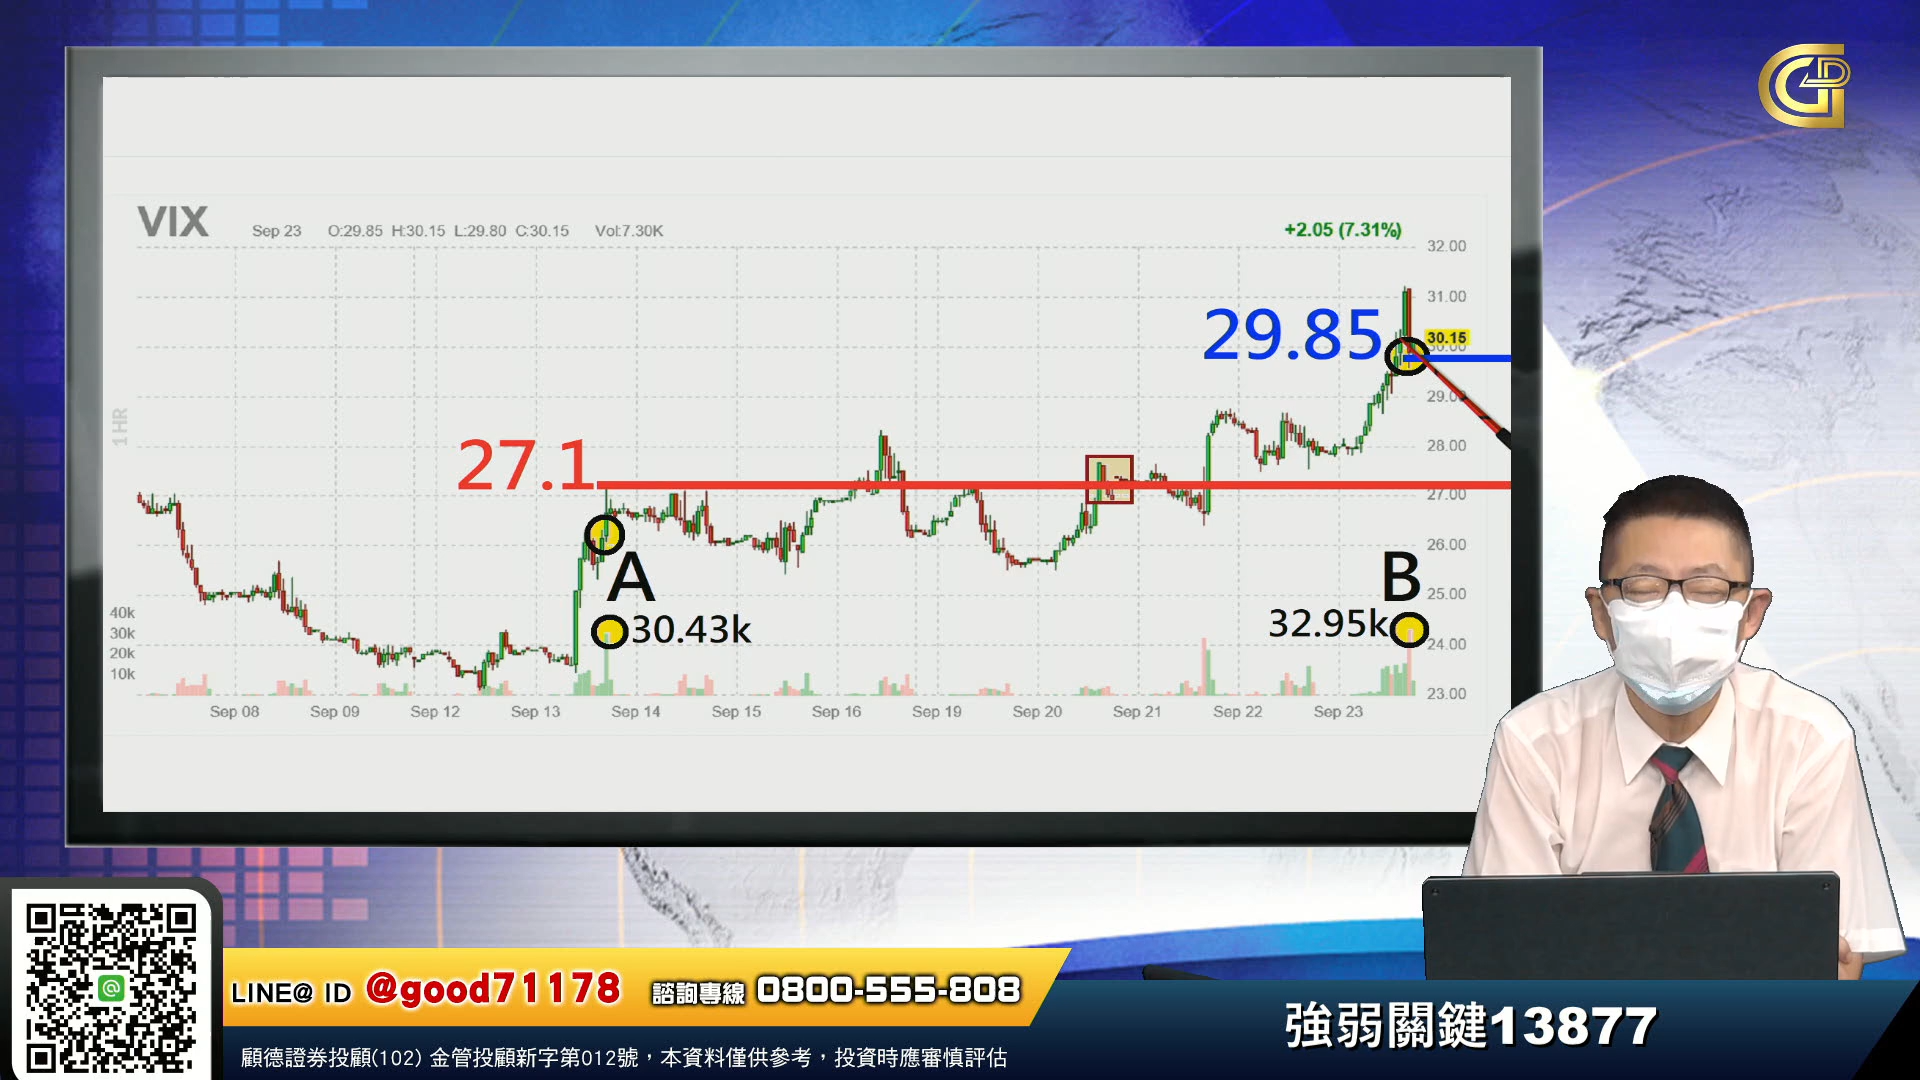 VIX
Sep 23 O:29.85 H:30.15 L:29.80 C:30.15 Vol:7.30K
+2.05 (7.31%)
32.00
31.00
29.85
30.15
30.00
29.00
28.00
1HR
27.1
27.00
26.00
A
B
25.00
40k
30k
20k
10k
30.43k
32.95k
24.00
23.00
Sep 08 Sep 09 Sep 12 Sep 13 Sep 14 Sep 15 Sep 16 Sep 19 Sep 20 Sep 21 Sep 22 Sep 23
LINE@ ID @good71178 諮詢專線 0800-555-808
強弱關鍵13877
顧德證券投顧(102) 金管投顧新字第012號，本資料僅供參考，投資時應審慎評估